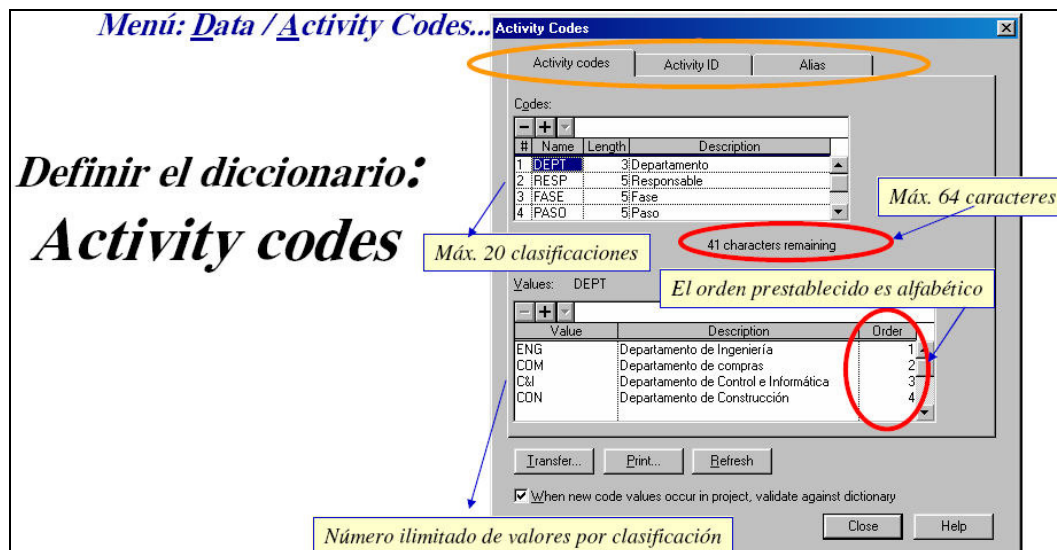 Menú: Data / Activity Codes...
Definir el diccionario:
Activity codes
Activity Codes
Activity codes Activity ID Alias
Codes:
# Name Length Description
1 DEPT 3 Departamento
2 RESP 5 Responsable
3 FASE 5 Fase
4 PASO 5 Paso
Máx. 64 caracteres
Máx. 20 clasificaciones
41 characters remaining
Values: DEPT
El orden prestablecido es alfabético
Value Description Order
ENG Departamento de Ingeniería 1
COM Departamento de compras 2
C&I Departamento de Control e Informática 3
CON Departamento de Construcción 4
Transfer... Print... Refresh
When new code values occur in project, validate against dictionary
Número ilimitado de valores por clasificación
Close Help